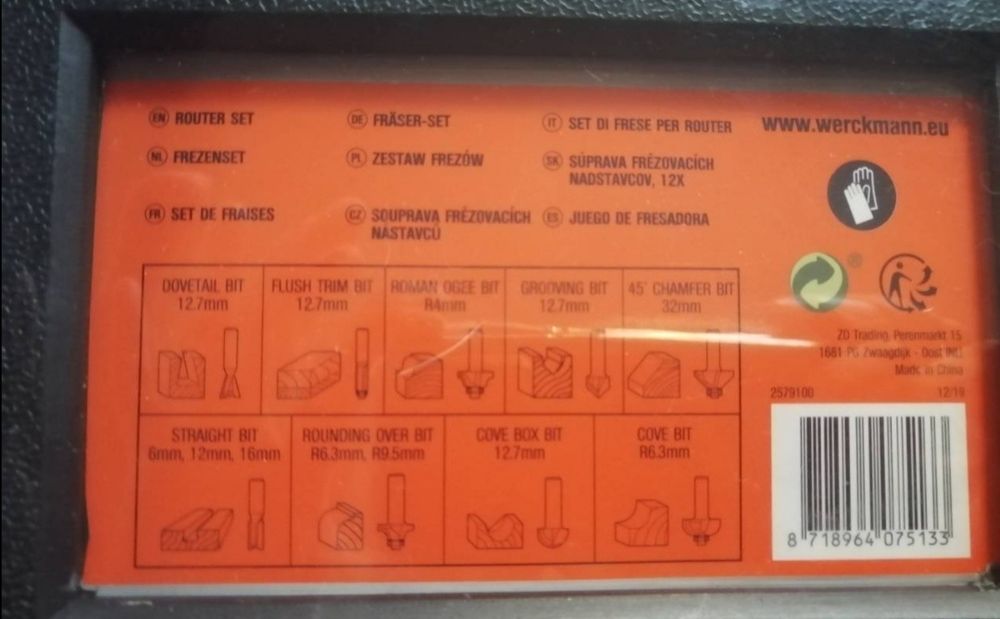 EN ROUTER SET
DE FRÄSER-SET
IT SET DI FRESE PER ROUTER
www.werckmann.eu
NL FREZENSET
PL ZESTAW FREZÓW
SK SÚPRAVA FRÉZOVACÍCH
NADSTAVCOV, 12X
FR SET DE FRAISES
CZ SOUPRAVA FRÉZOVACÍCH
NÁSTAVCŮ
ES JUEGO DE FRESADORA
DOVETAIL BIT
12.7mm
FLUSH TRIM BIT
12.7mm
ROMAN OGEE BIT
R4mm
GROOVING BIT
12.7mm
45° CHAMFER BIT
32mm
STRAIGHT BIT
6mm, 12mm, 16mm
ROUNDING OVER BIT
R6.3mm, R9.5mm
COVE BOX BIT
12.7mm
COVE BIT
R6.3mm
®
ZD Trading, Perenmarkt 15
1681 PG Zwaagdijk - Oost (NL)
Made in China
2579100 12/19
8 718964 075133